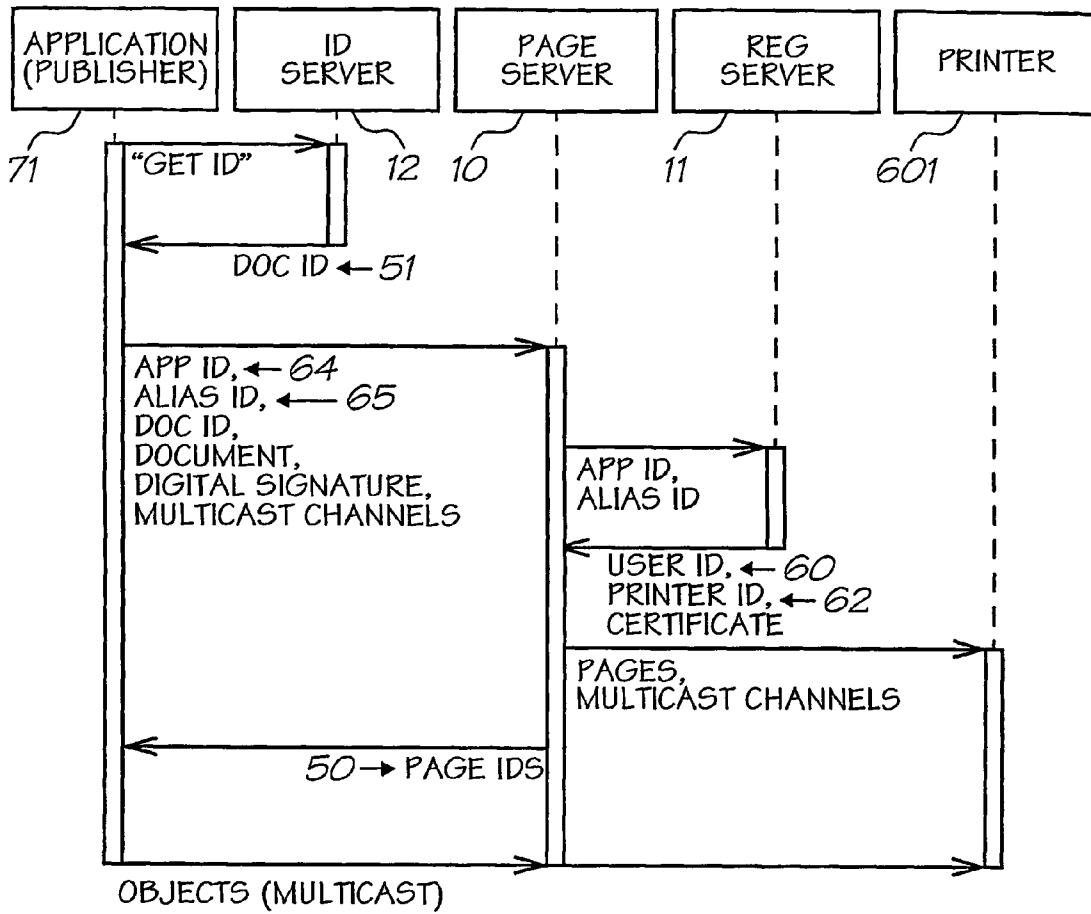 APPLICATION
(PUBLISHER)
ID
SERVER
PAGE
SERVER
REG
SERVER
PRINTER
71
12
10
11
601
"GET ID"
DOC ID 51
APP ID, 64
ALIAS ID, 65
DOC ID,
DOCUMENT,
DIGITAL SIGNATURE,
MULTICAST CHANNELS
APP ID,
ALIAS ID
USER ID, 60
PRINTER ID, 62
CERTIFICATE
PAGES,
MULTICAST CHANNELS
50 PAGE IDS
OBJECTS (MULTICAST)